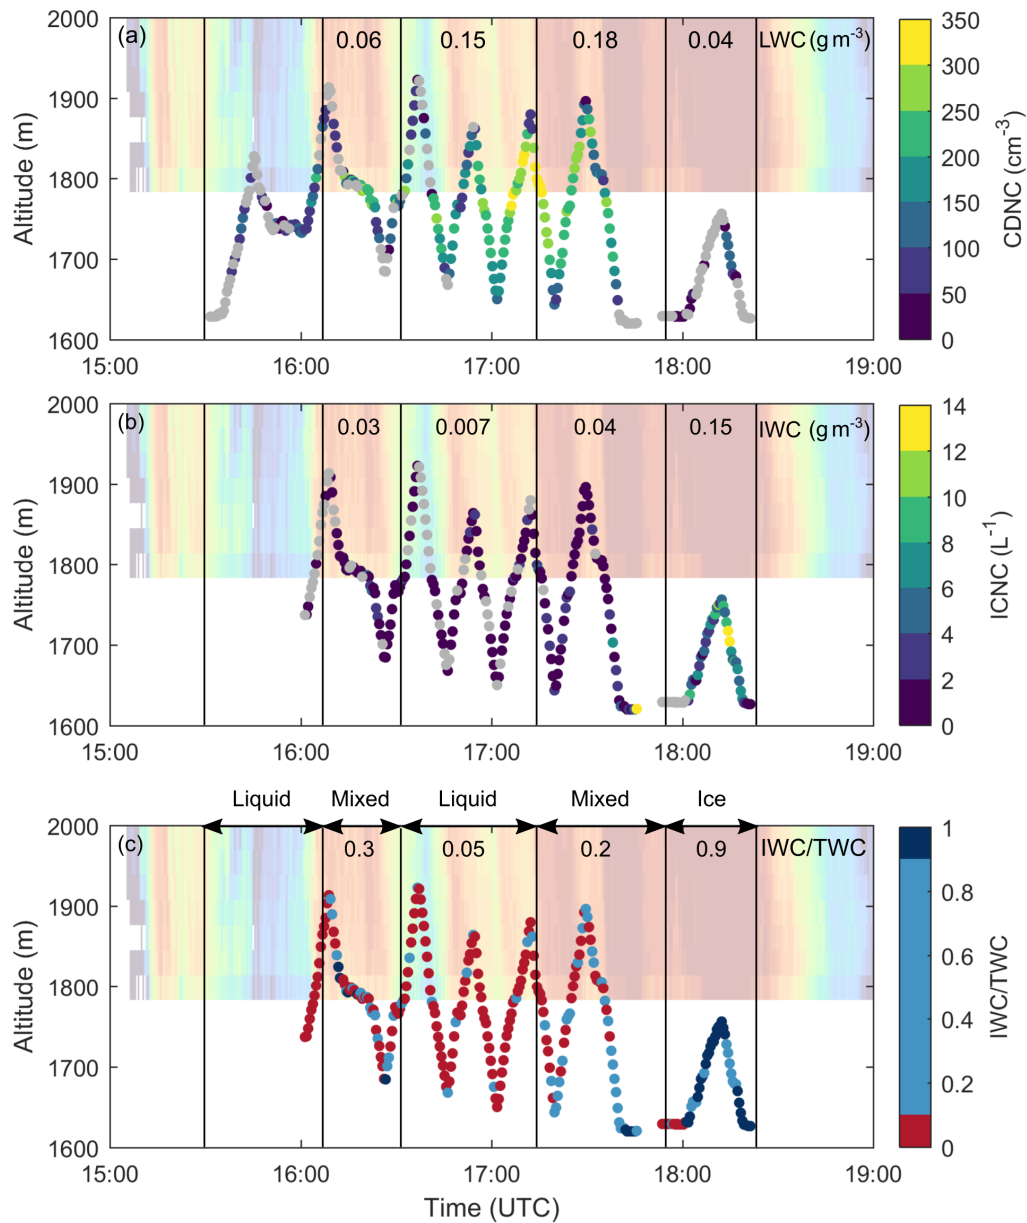 (a) 0.06 0.15 0.18 0.04 LWC (g m-3)
2000
1900
1800
1700
1600
Altitude (m)
15:00 16:00 17:00 18:00 19:00
350
300
250
200
150
100
50
0
CDNC (cm-3)
(b) 0.03 0.007 0.04 0.15 IWC (g m-3)
2000
1900
1800
1700
1600
Altitude (m)
15:00 16:00 17:00 18:00 19:00
14
12
10
8
6
4
2
0
ICNC (L-1)
Liquid Mixed Liquid Mixed Ice
(c) 0.3 0.05 0.2 0.9 IWC/TWC
2000
1900
1800
1700
1600
Altitude (m)
15:00 16:00 17:00 18:00 19:00
Time (UTC)
1
0.8
0.6
0.4
0.2
0
IWC/TWC